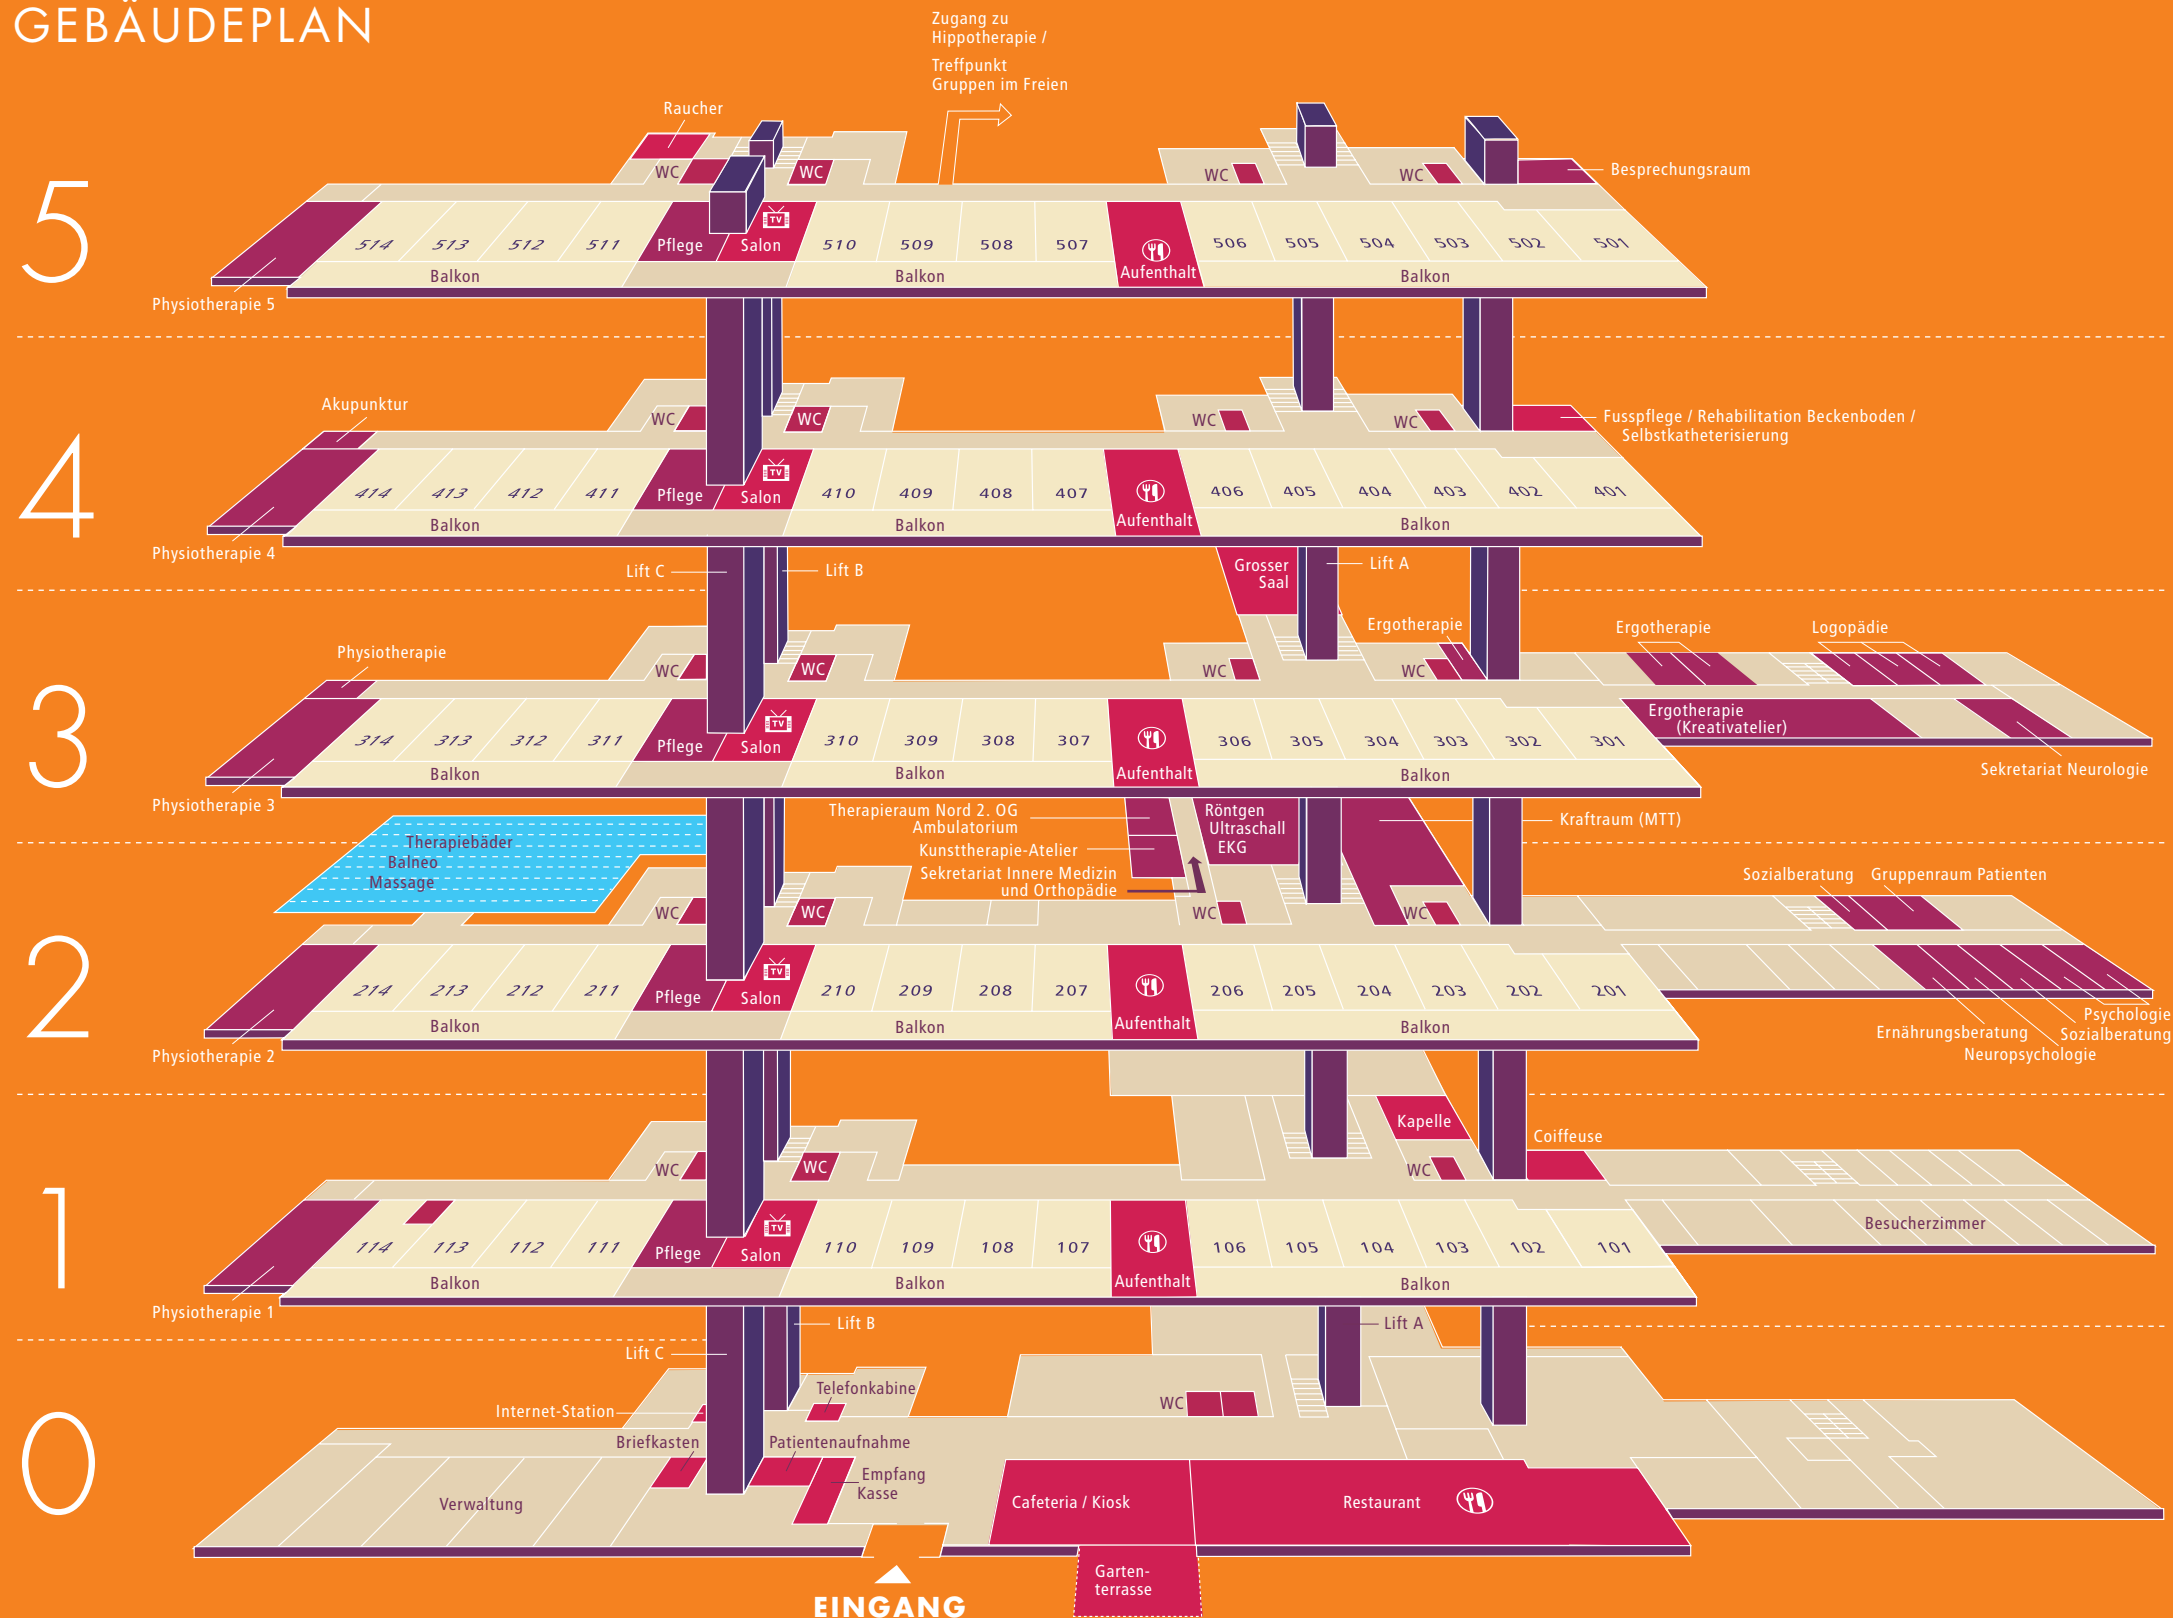 GEBÄUDEPLAN
Zugang zu
Hippotherapie /
Treffpunkt
Gruppen im Freien
5
Raucher
WC
WC
WC
WC
Besprechungsraum
514
513
512
511
Pflege
TV
Salon
510
509
508
507
Aufenthalt
506
505
504
503
502
501
Balkon
Balkon
Balkon
Physiotherapie 5
4
Akupunktur
WC
WC
WC
WC
Fusspflege / Rehabilitation Beckenboden /
Selbstkatheterisierung
414
413
412
411
Pflege
TV
Salon
410
409
408
407
Aufenthalt
406
405
404
403
402
401
Balkon
Balkon
Balkon
Physiotherapie 4
Lift C
Lift B
Grosser
Saal
Lift A
3
Physiotherapie
WC
WC
WC
Ergotherapie
WC
Ergotherapie
Logopädie
314
313
312
311
Pflege
TV
Salon
310
309
308
307
Aufenthalt
306
305
304
303
302
301
Ergotherapie
(Kreativatelier)
Sekretariat Neurologie
Balkon
Balkon
Balkon
Physiotherapie 3
2
Therapiebäder
Balneo
Massage
Therapieraum Nord 2. OG
Ambulatorium
Kunsttherapie-Atelier
Sekretariat Innere Medizin
und Orthopädie
Röntgen
Ultraschall
EKG
Kraftraum (MTT)
WC
WC
WC
WC
Sozialberatung
Gruppenraum Patienten
214
213
212
211
Pflege
TV
Salon
210
209
208
207
Aufenthalt
206
205
204
203
202
201
Balkon
Balkon
Balkon
Physiotherapie 2
Psychologie
Ernährungsberatung
Sozialberatung
Neuropsychologie
1
WC
WC
Kapelle
WC
Coiffeuse
114
113
112
111
Pflege
TV
Salon
110
109
108
107
Aufenthalt
106
105
104
103
102
101
Besucherzimmer
Balkon
Balkon
Balkon
Physiotherapie 1
Lift C
Lift B
Lift A
0
Internet-Station
Telefonkabine
WC
Briefkasten
Patientenaufnahme
Empfang
Kasse
Verwaltung
Cafeteria / Kiosk
Restaurant
Garten-
terrasse
EINGANG